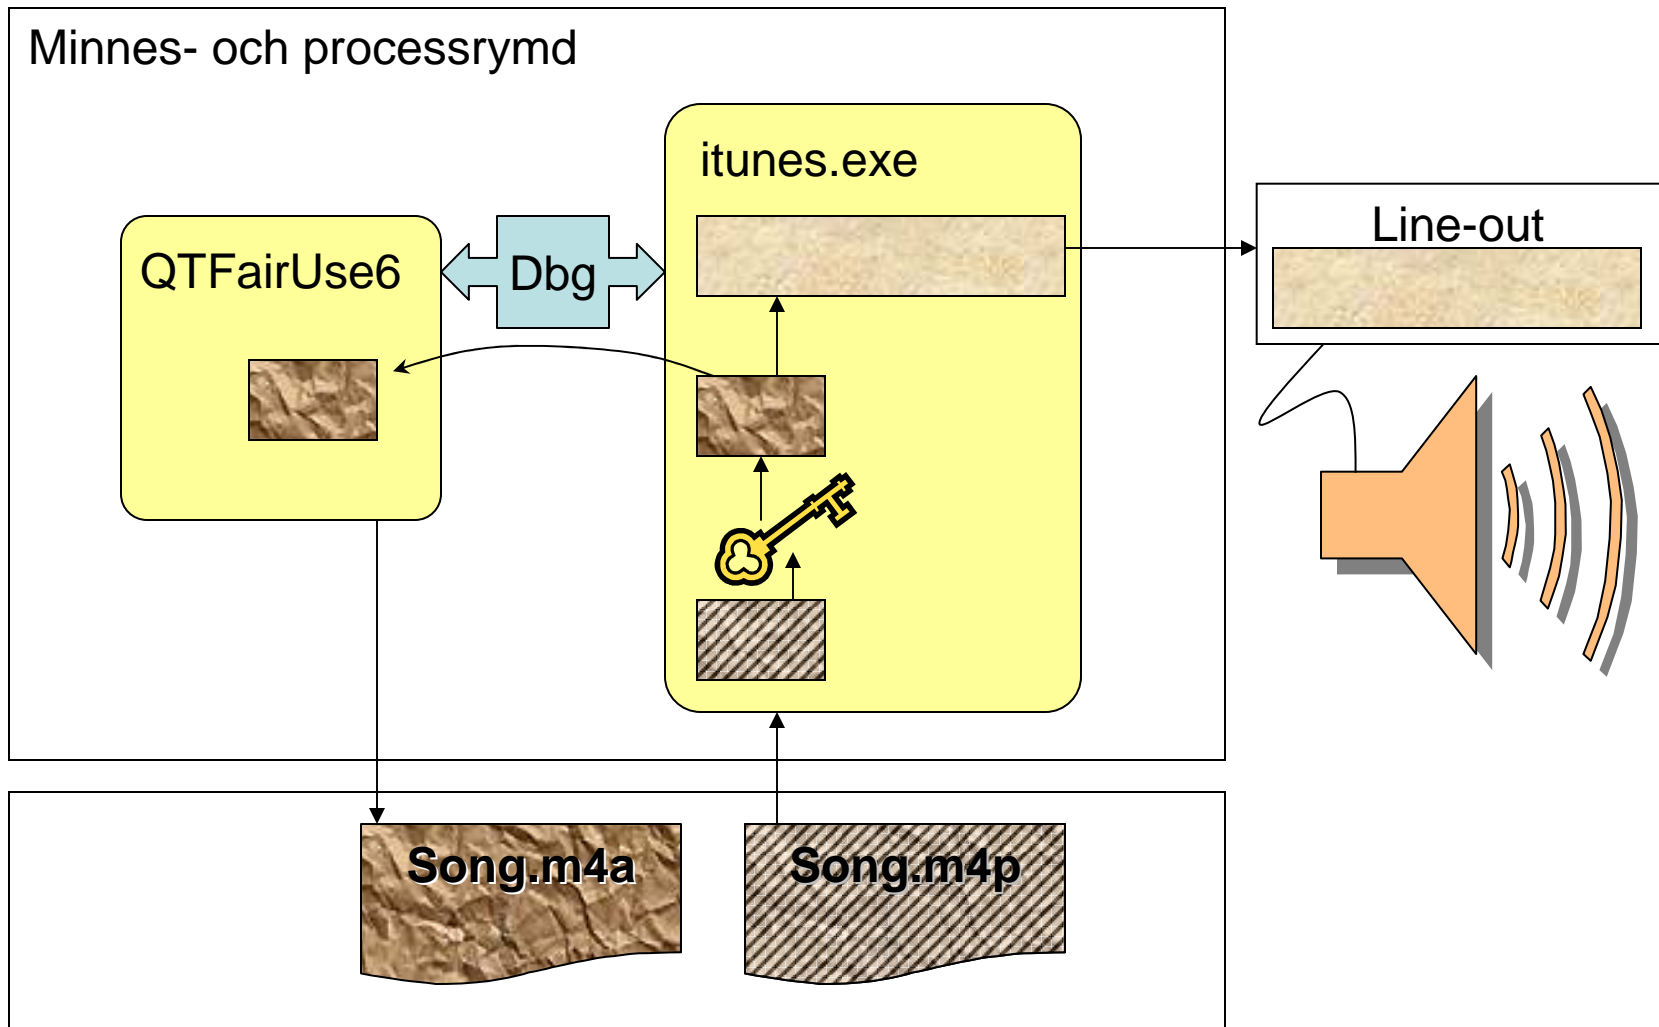 Minnes- och processrymd
itunes.exe
QTFairUse6
Dbg
Line-out
Song.m4a
Song.m4p